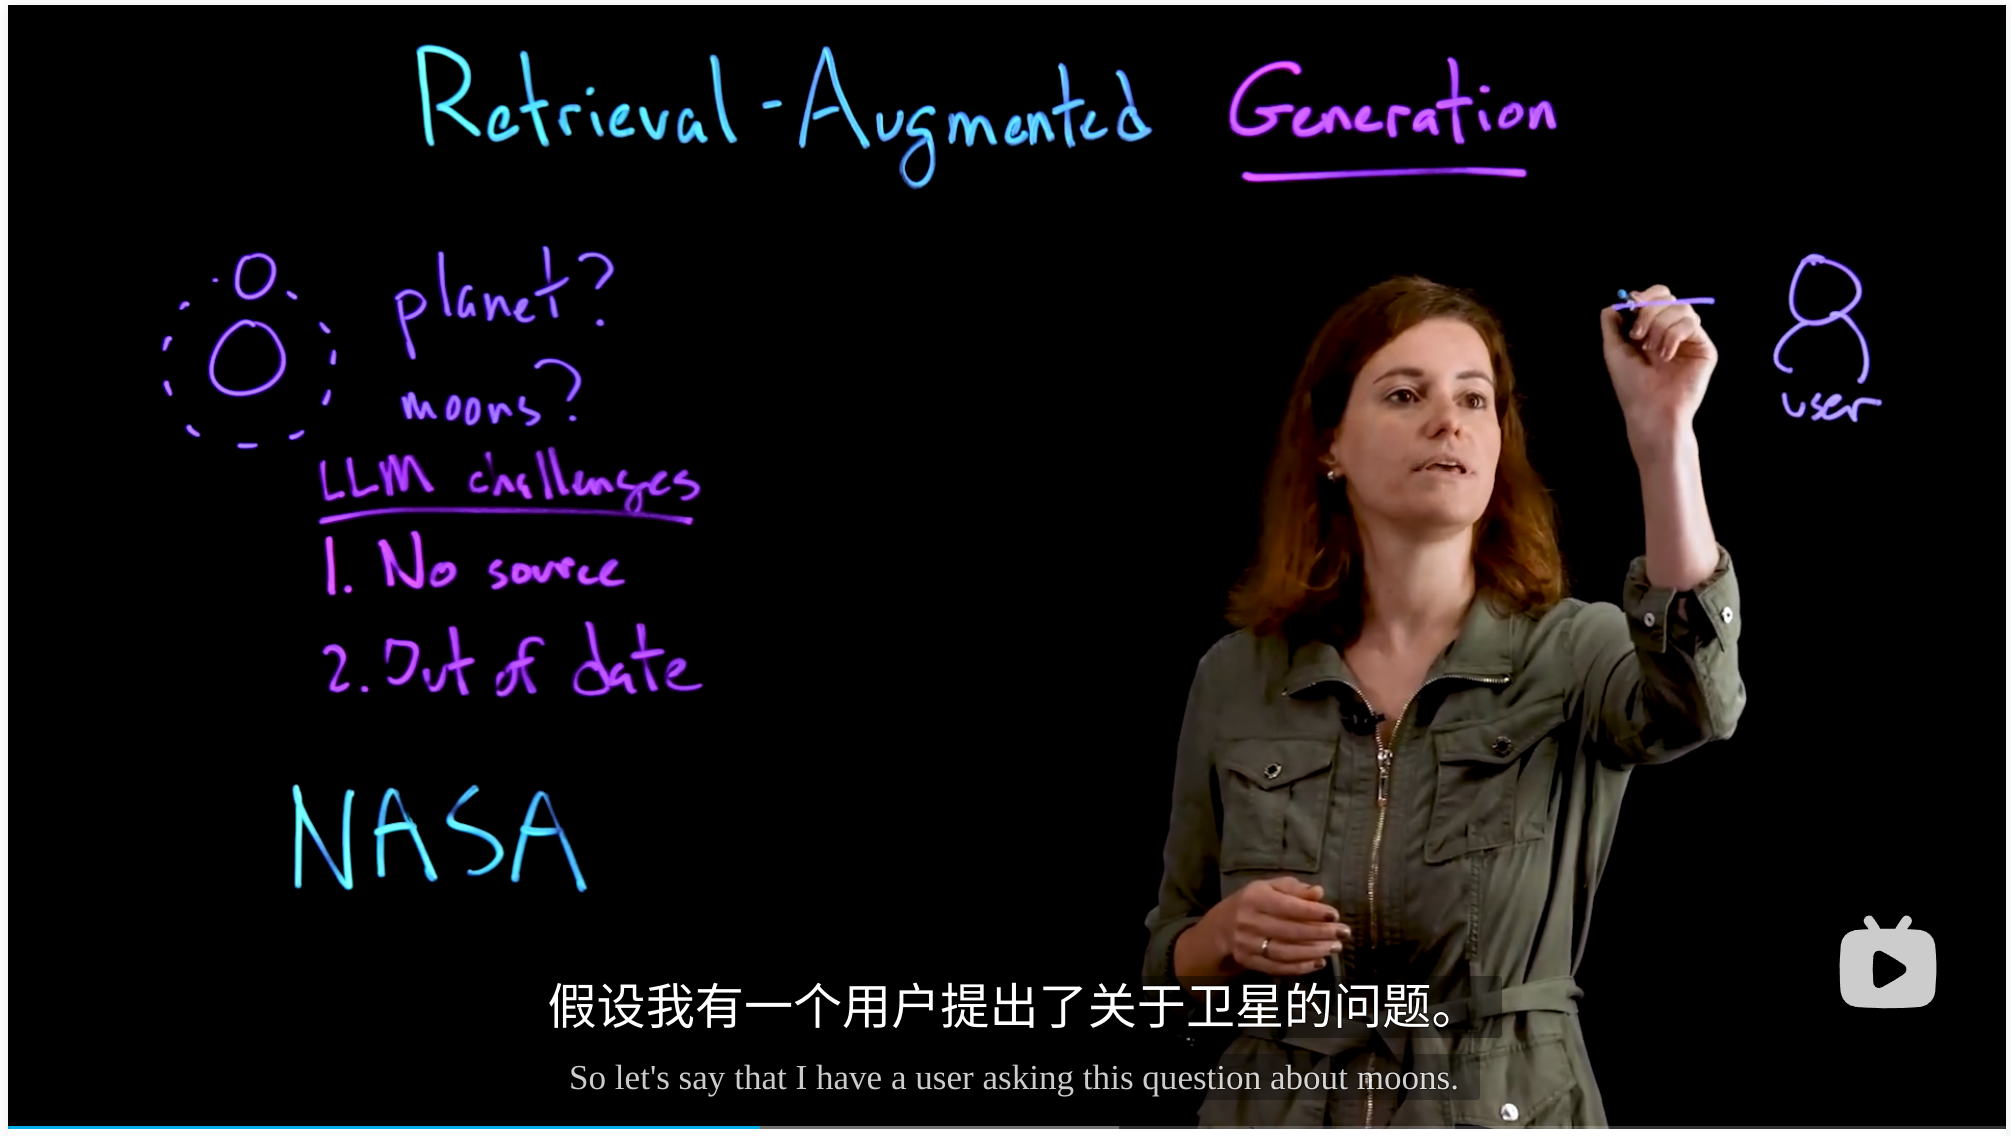 Retrieval-Augmented Generation
planet?
moons?
LLM challenges
1. No source
2. Out of date
NASA
user
假设我有一个用户提出了关于卫星的问题。
So let's say that I have a user asking this question about moons.